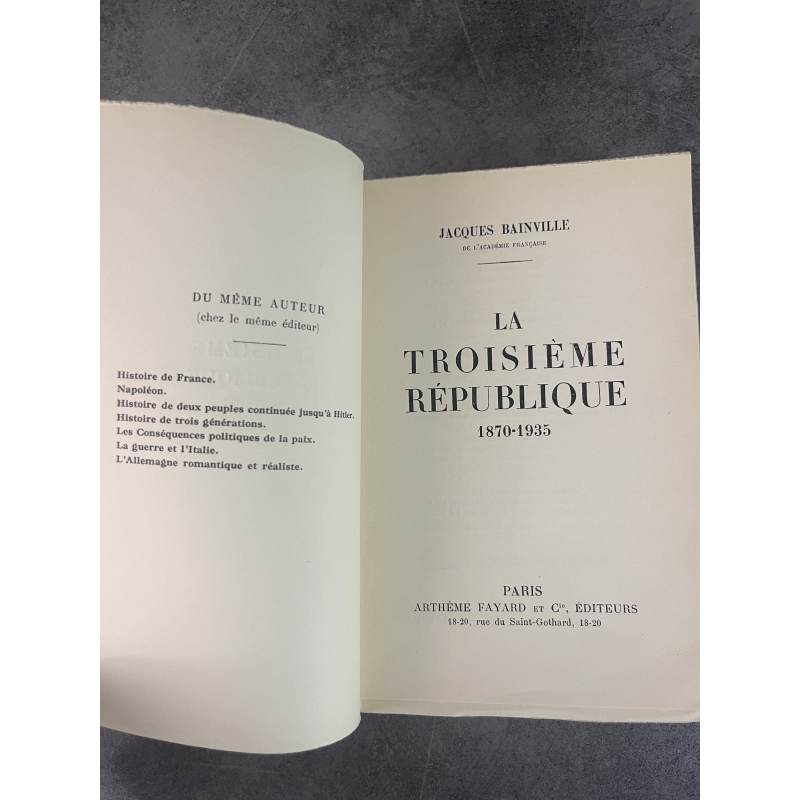 DU MÊME AUTEUR
(chez le même éditeur)
Histoire de France.
Napoléon.
Histoire de deux peuples continuée jusqu'à Hitler.
Histoire de trois générations.
Les Conséquences politiques de la paix.
La guerre et l'Italie.
L'Allemagne romantique et réaliste.
JACQUES BAINVILLE
DE L'ACADÉMIE FRANÇAISE
LA
TROISIÈME
RÉPUBLIQUE
1870-1935
PARIS
ARTHÈME FAYARD ET Cie, ÉDITEURS
18-20, rue du Saint-Gothard, 18-20